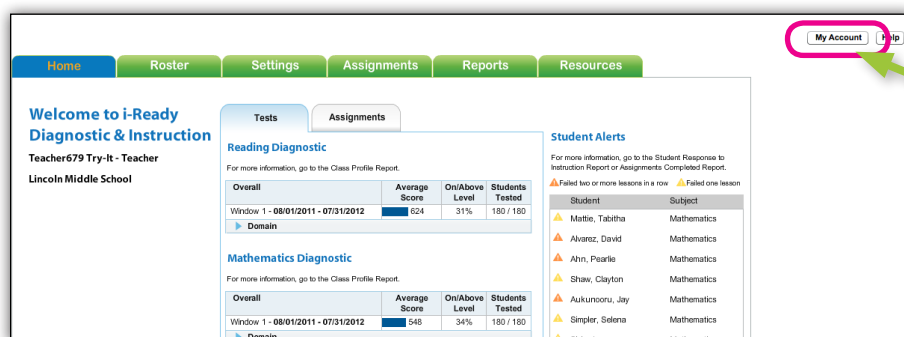 My Account Help
Home Roster Settings Assignments Reports Resources
Welcome to i-Ready
Diagnostic & Instruction
Teacher679 Try-It - Teacher
Lincoln Middle School
Tests Assignments
Reading Diagnostic
For more information, go to the Class Profile Report.
Overall Average Score On/Above Level Students Tested
Window 1 - 08/01/2011 - 07/31/2012 624 31% 180 / 180
Domain
Mathematics Diagnostic
For more information, go to the Class Profile Report.
Overall Average Score On/Above Level Students Tested
Window 1 - 08/01/2011 - 07/31/2012 548 34% 180 / 180
Domain
Student Alerts
For more information, go to the Student Response to
Instruction Report or Assignments Completed Report.
Failed two or more lessons in a row Failed one lesson
Student Subject
Mattie, Tabitha Mathematics
Alvarez, David Mathematics
Ahn, Pearlie Mathematics
Shaw, Clayton Mathematics
Aukunooru, Jay Mathematics
Simpler, Selena Mathematics